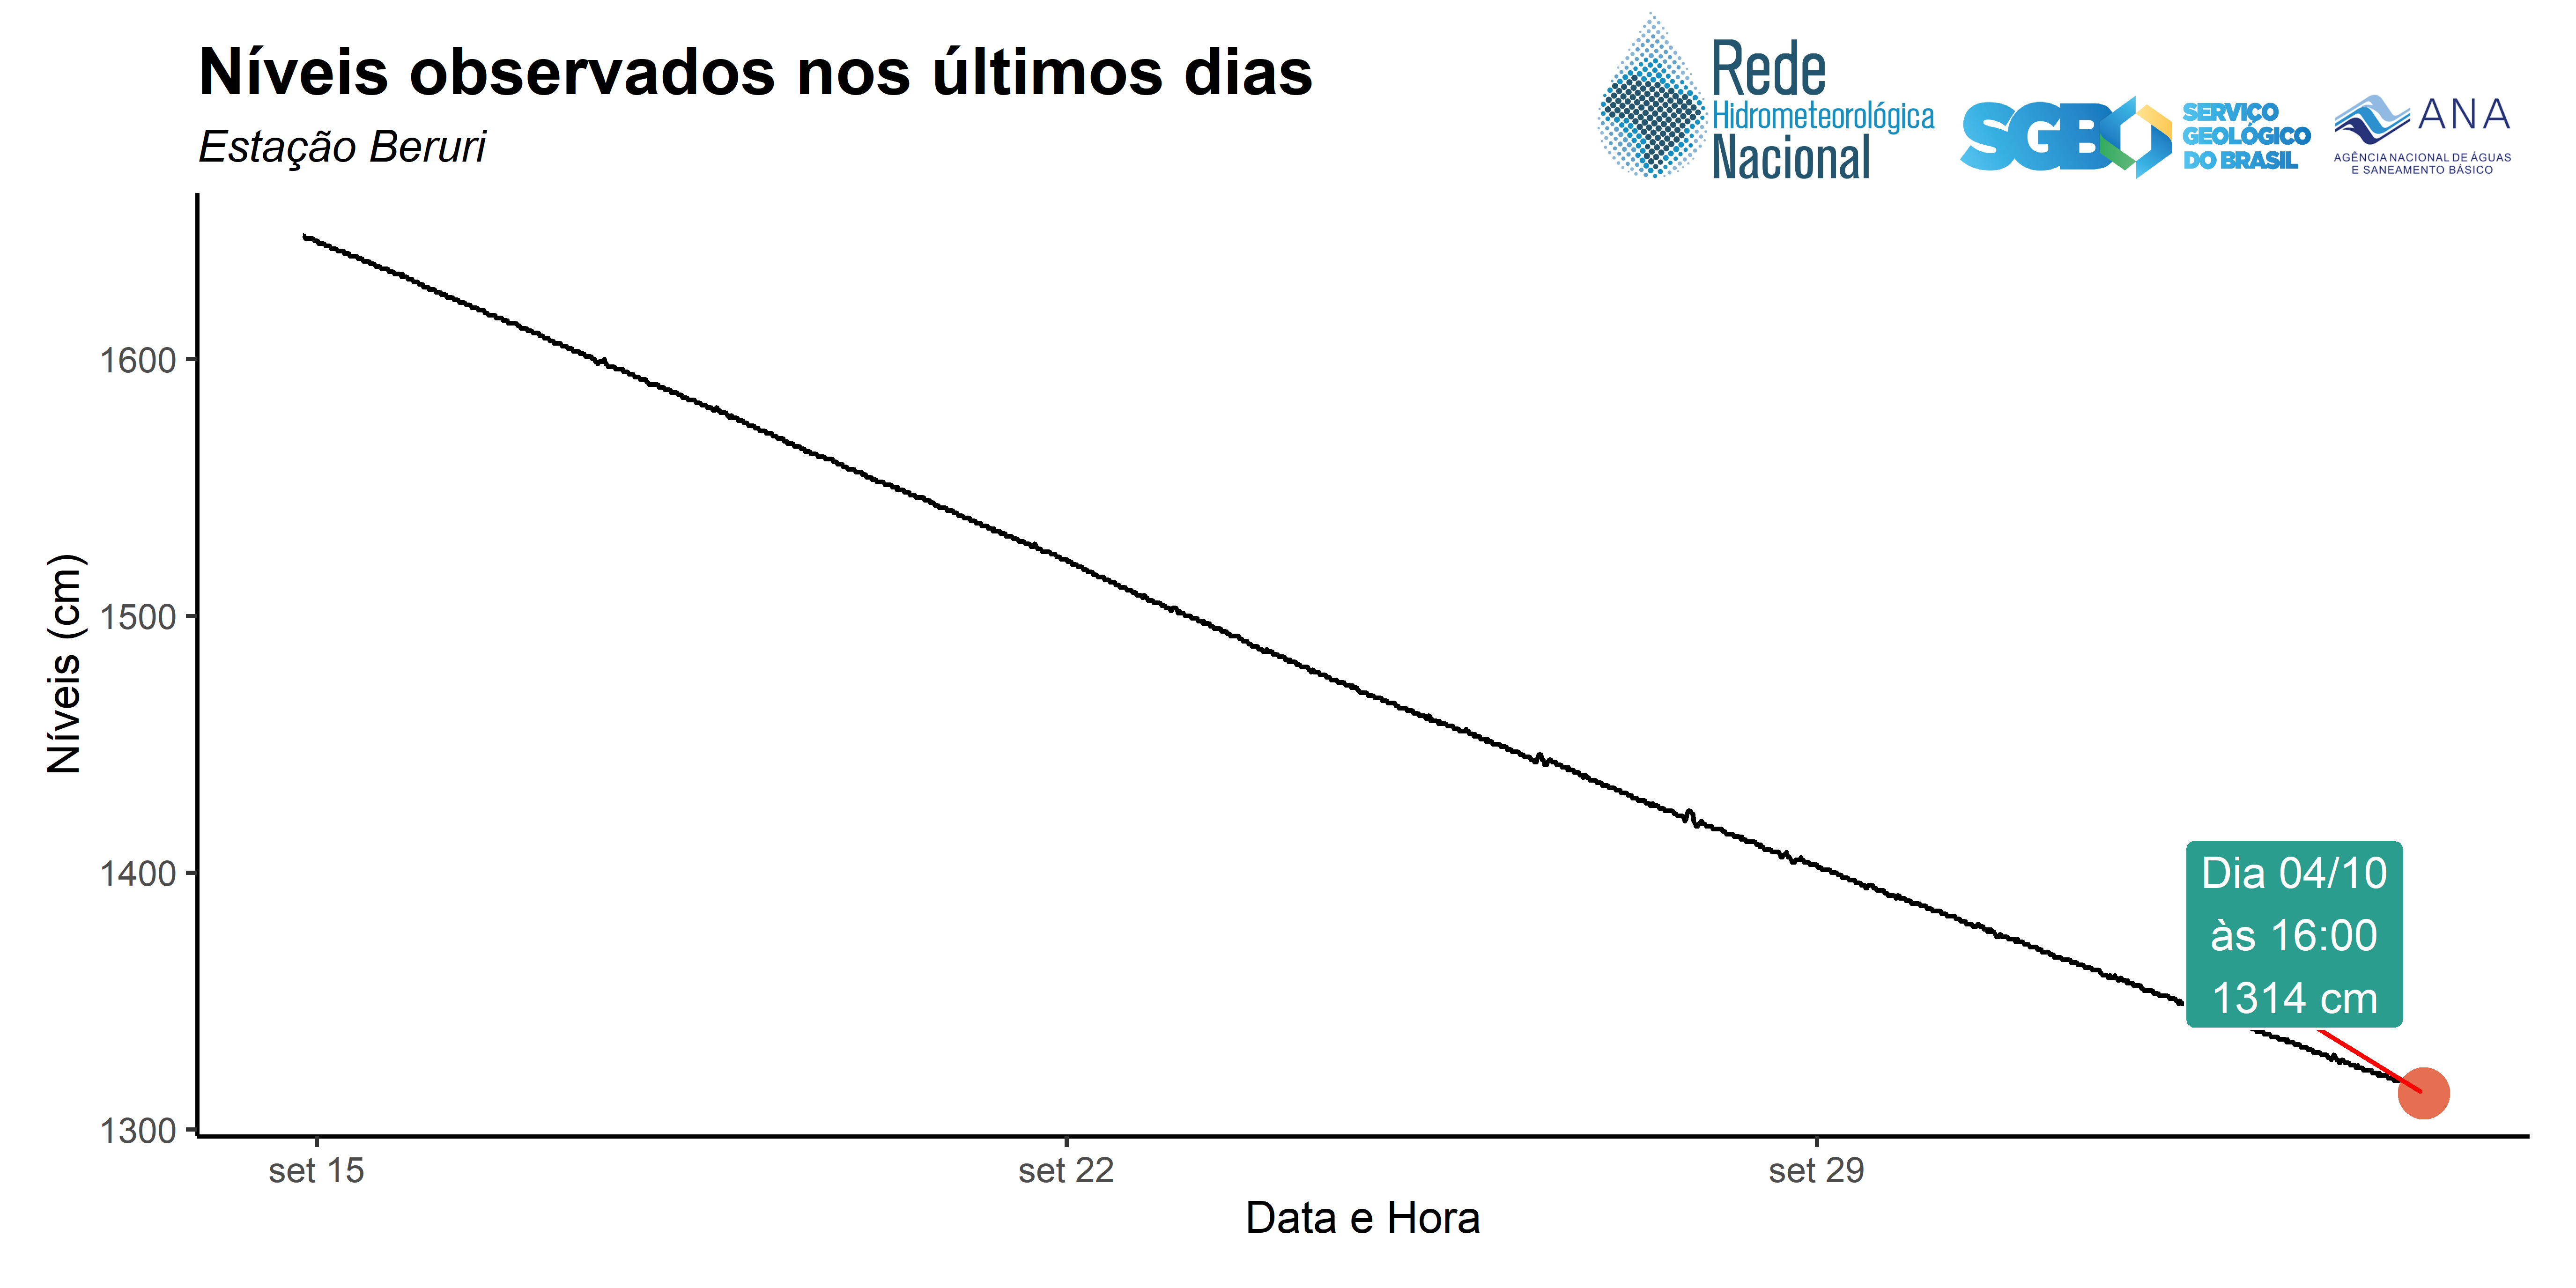 Níveis observados nos últimos dias
Estação Beruri
Rede
Hidrometeorológica
Nacional
SGB
SERVIÇO
GEOLÓGICO
DO BRASIL
ANA
AGÊNCIA NACIONAL DE ÁGUAS
E SANEAMENTO BÁSICO
Níveis (cm)
1600
1500
1400
1300
Dia 04/10
às 16:00
1314 cm
set 15
set 22
set 29
Data e Hora